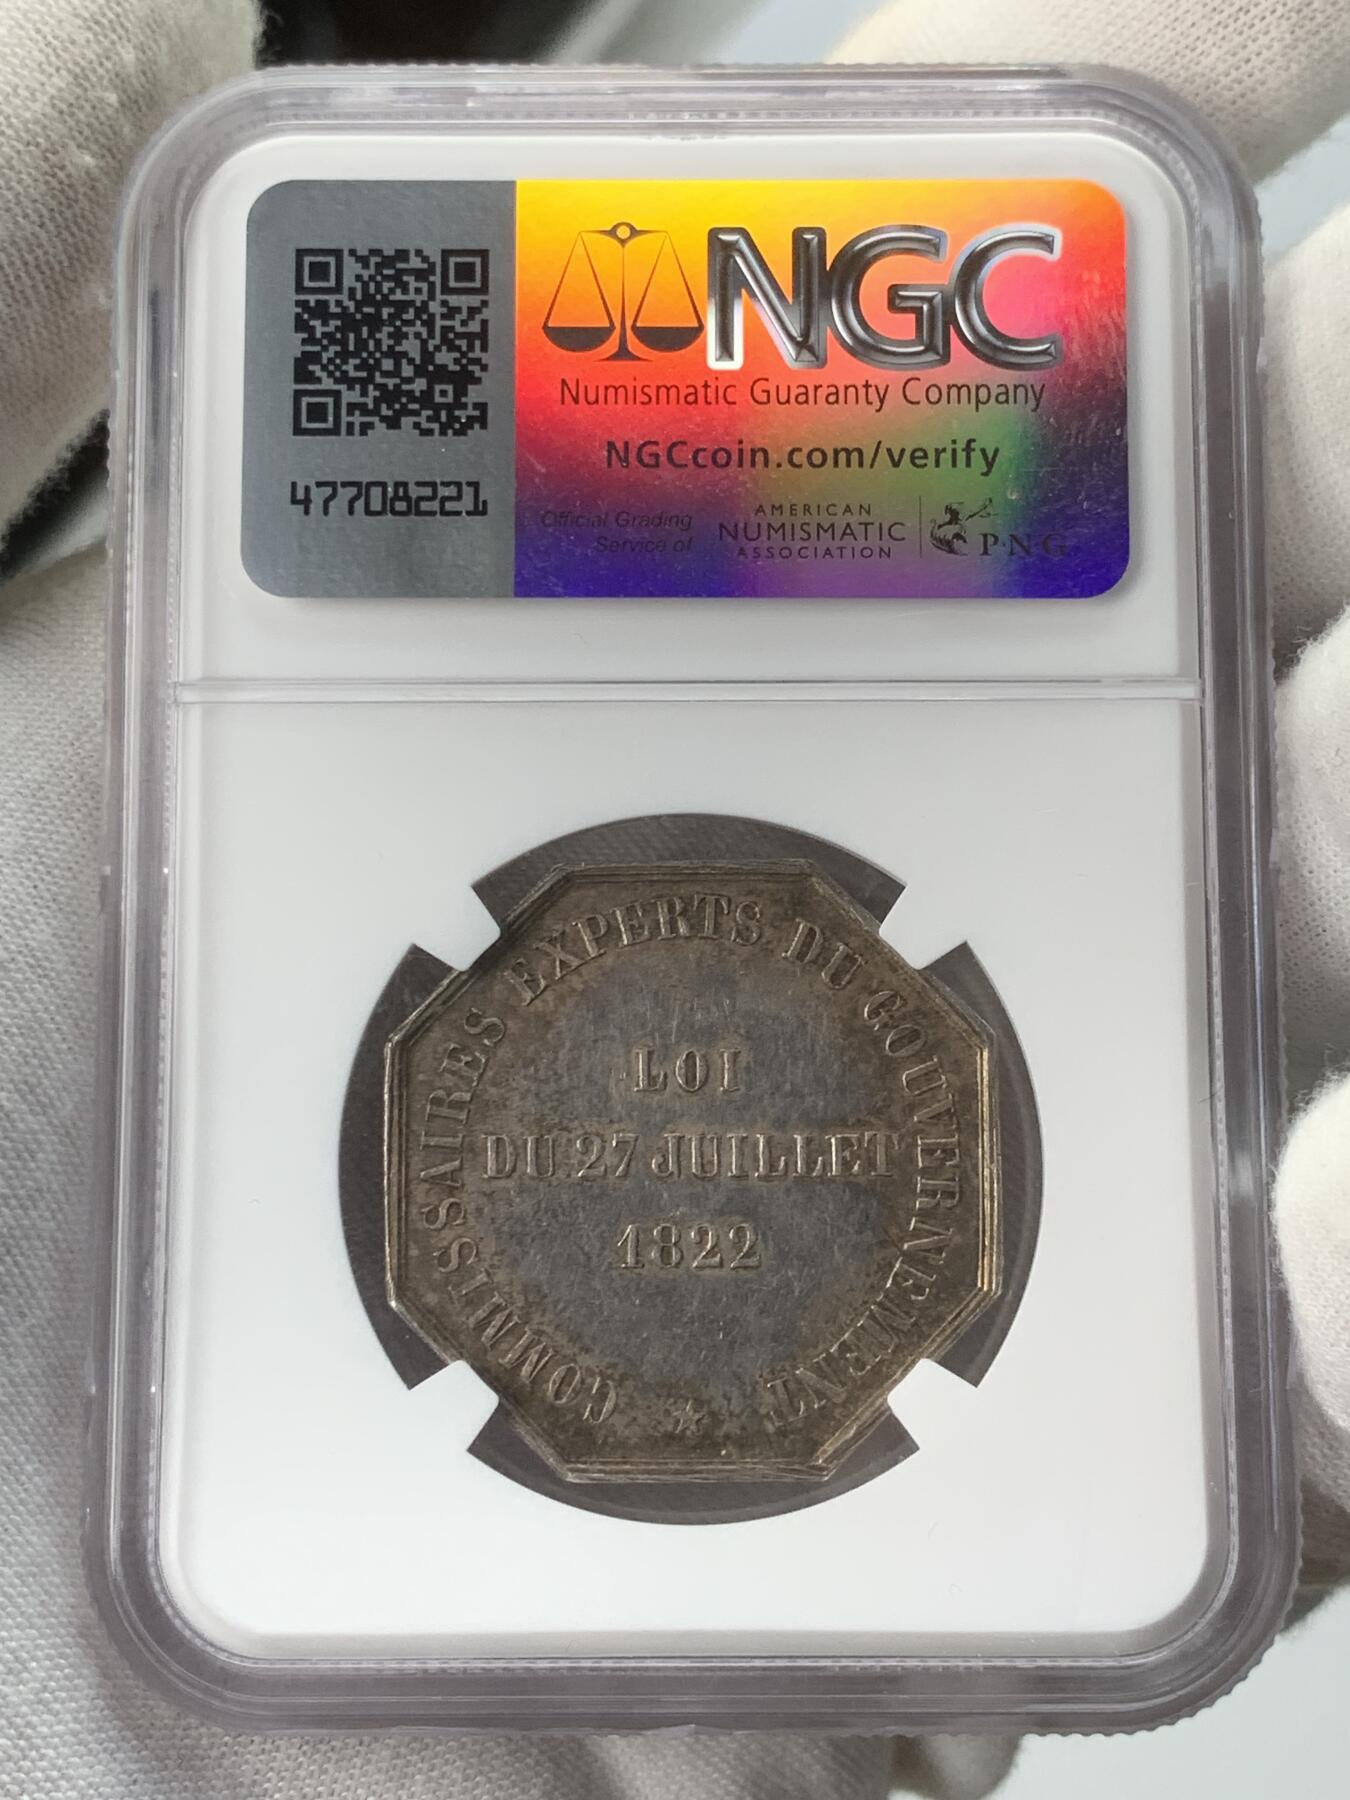 NGC
Numismatic Guaranty Company
NGCcoin.com/verify
47708221
Official Grading
Service of
AMERICAN
NUMISMATIC
ASSOCIATION
P·N·G
COMMISSAIRES EXPERTS DU GOUVERNEMENT
LOI
DU 27 JUILLET
1822